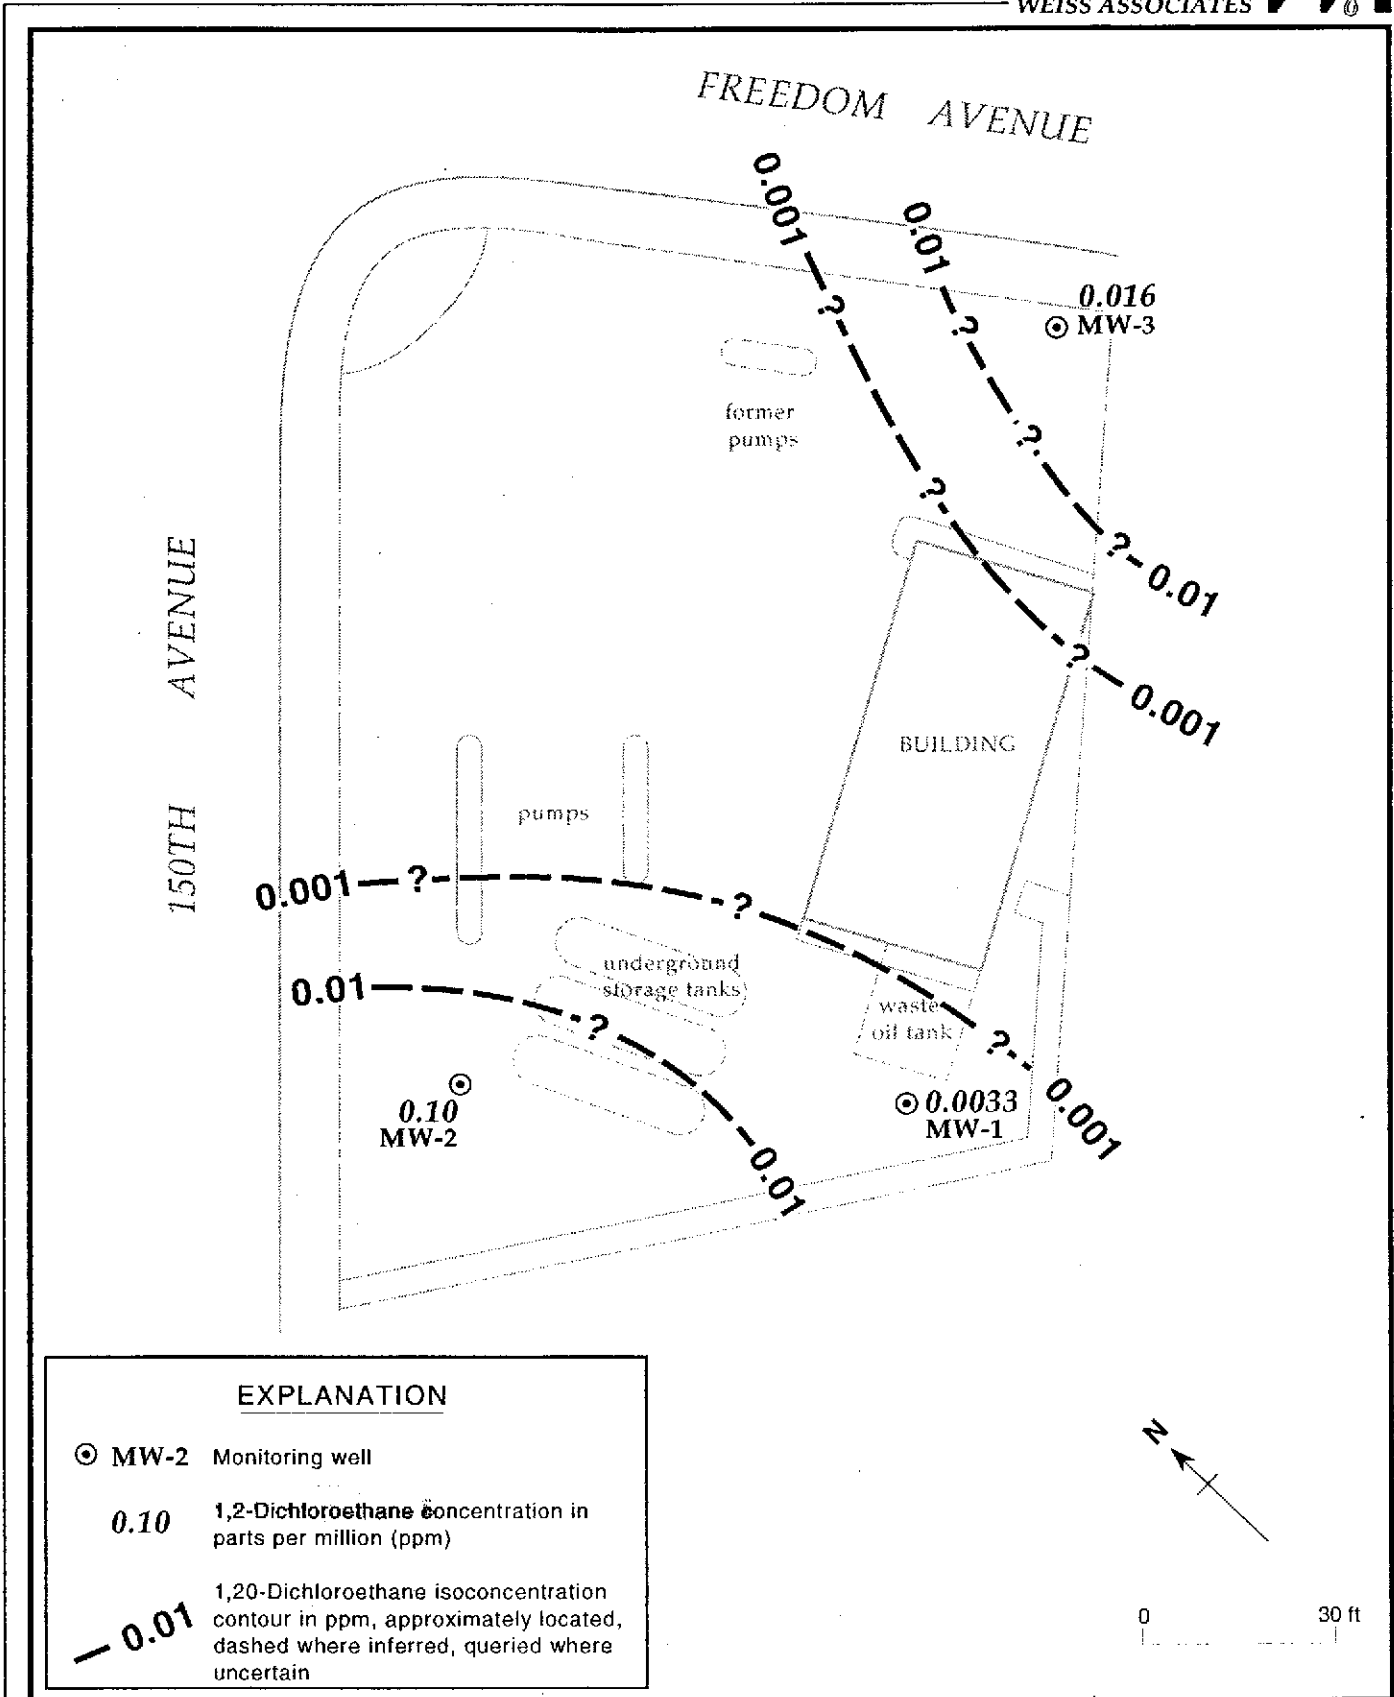 WEISS ASSOCIATES
FREEDOM AVENUE
0.001
0.01
?
?
0.016
MW-3
former
pumps
?
?
?
0.01
?
0.001
150TH AVENUE
BUILDING
pumps
0.001
?
?
underground
storage tanks
0.01
?
waste
oil tank
?
0.10
MW-2
0.0033
MW-1
0.001
0.01
EXPLANATION
MW-2 Monitoring well
0.10 1,2-Dichloroethane concentration in
parts per million (ppm)
0.01 1,20-Dichloroethane isoconcentration
contour in ppm, approximately located,
dashed where inferred, queried where
uncertain
N
0 30 ft